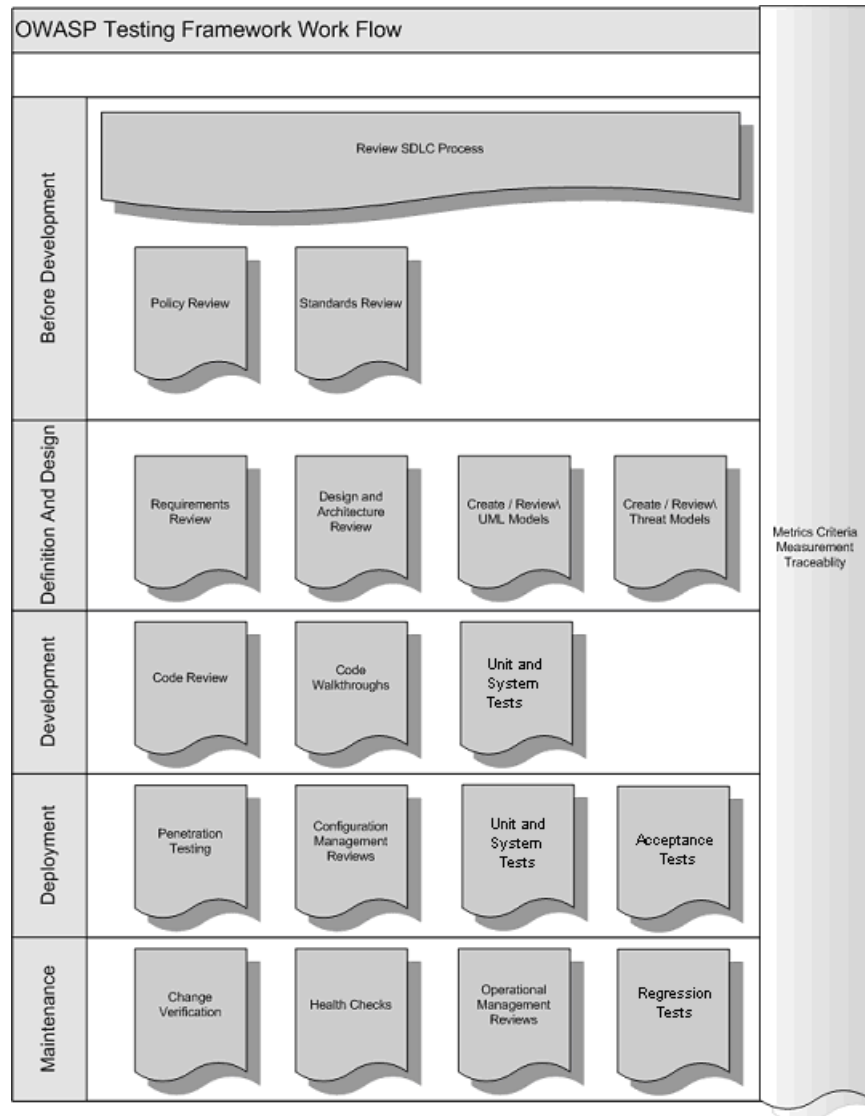 OWASP Testing Framework Work Flow
Before Development
Review SDLC Process
Policy Review
Standards Review
Definition And Design
Requirements
Review
Design and
Architecture
Review
Create / Review\
UML Models
Create / Review\
Threat Models
Development
Code Review
Code
Walkthroughs
Unit and
System
Tests
Deployment
Penetration
Testing
Configuration
Management
Reviews
Unit and
System
Tests
Acceptance
Tests
Maintenance
Change
Verification
Health Checks
Operational
Management
Reviews
Regression
Tests
Metrics Criteria
Measurement
Traceablity